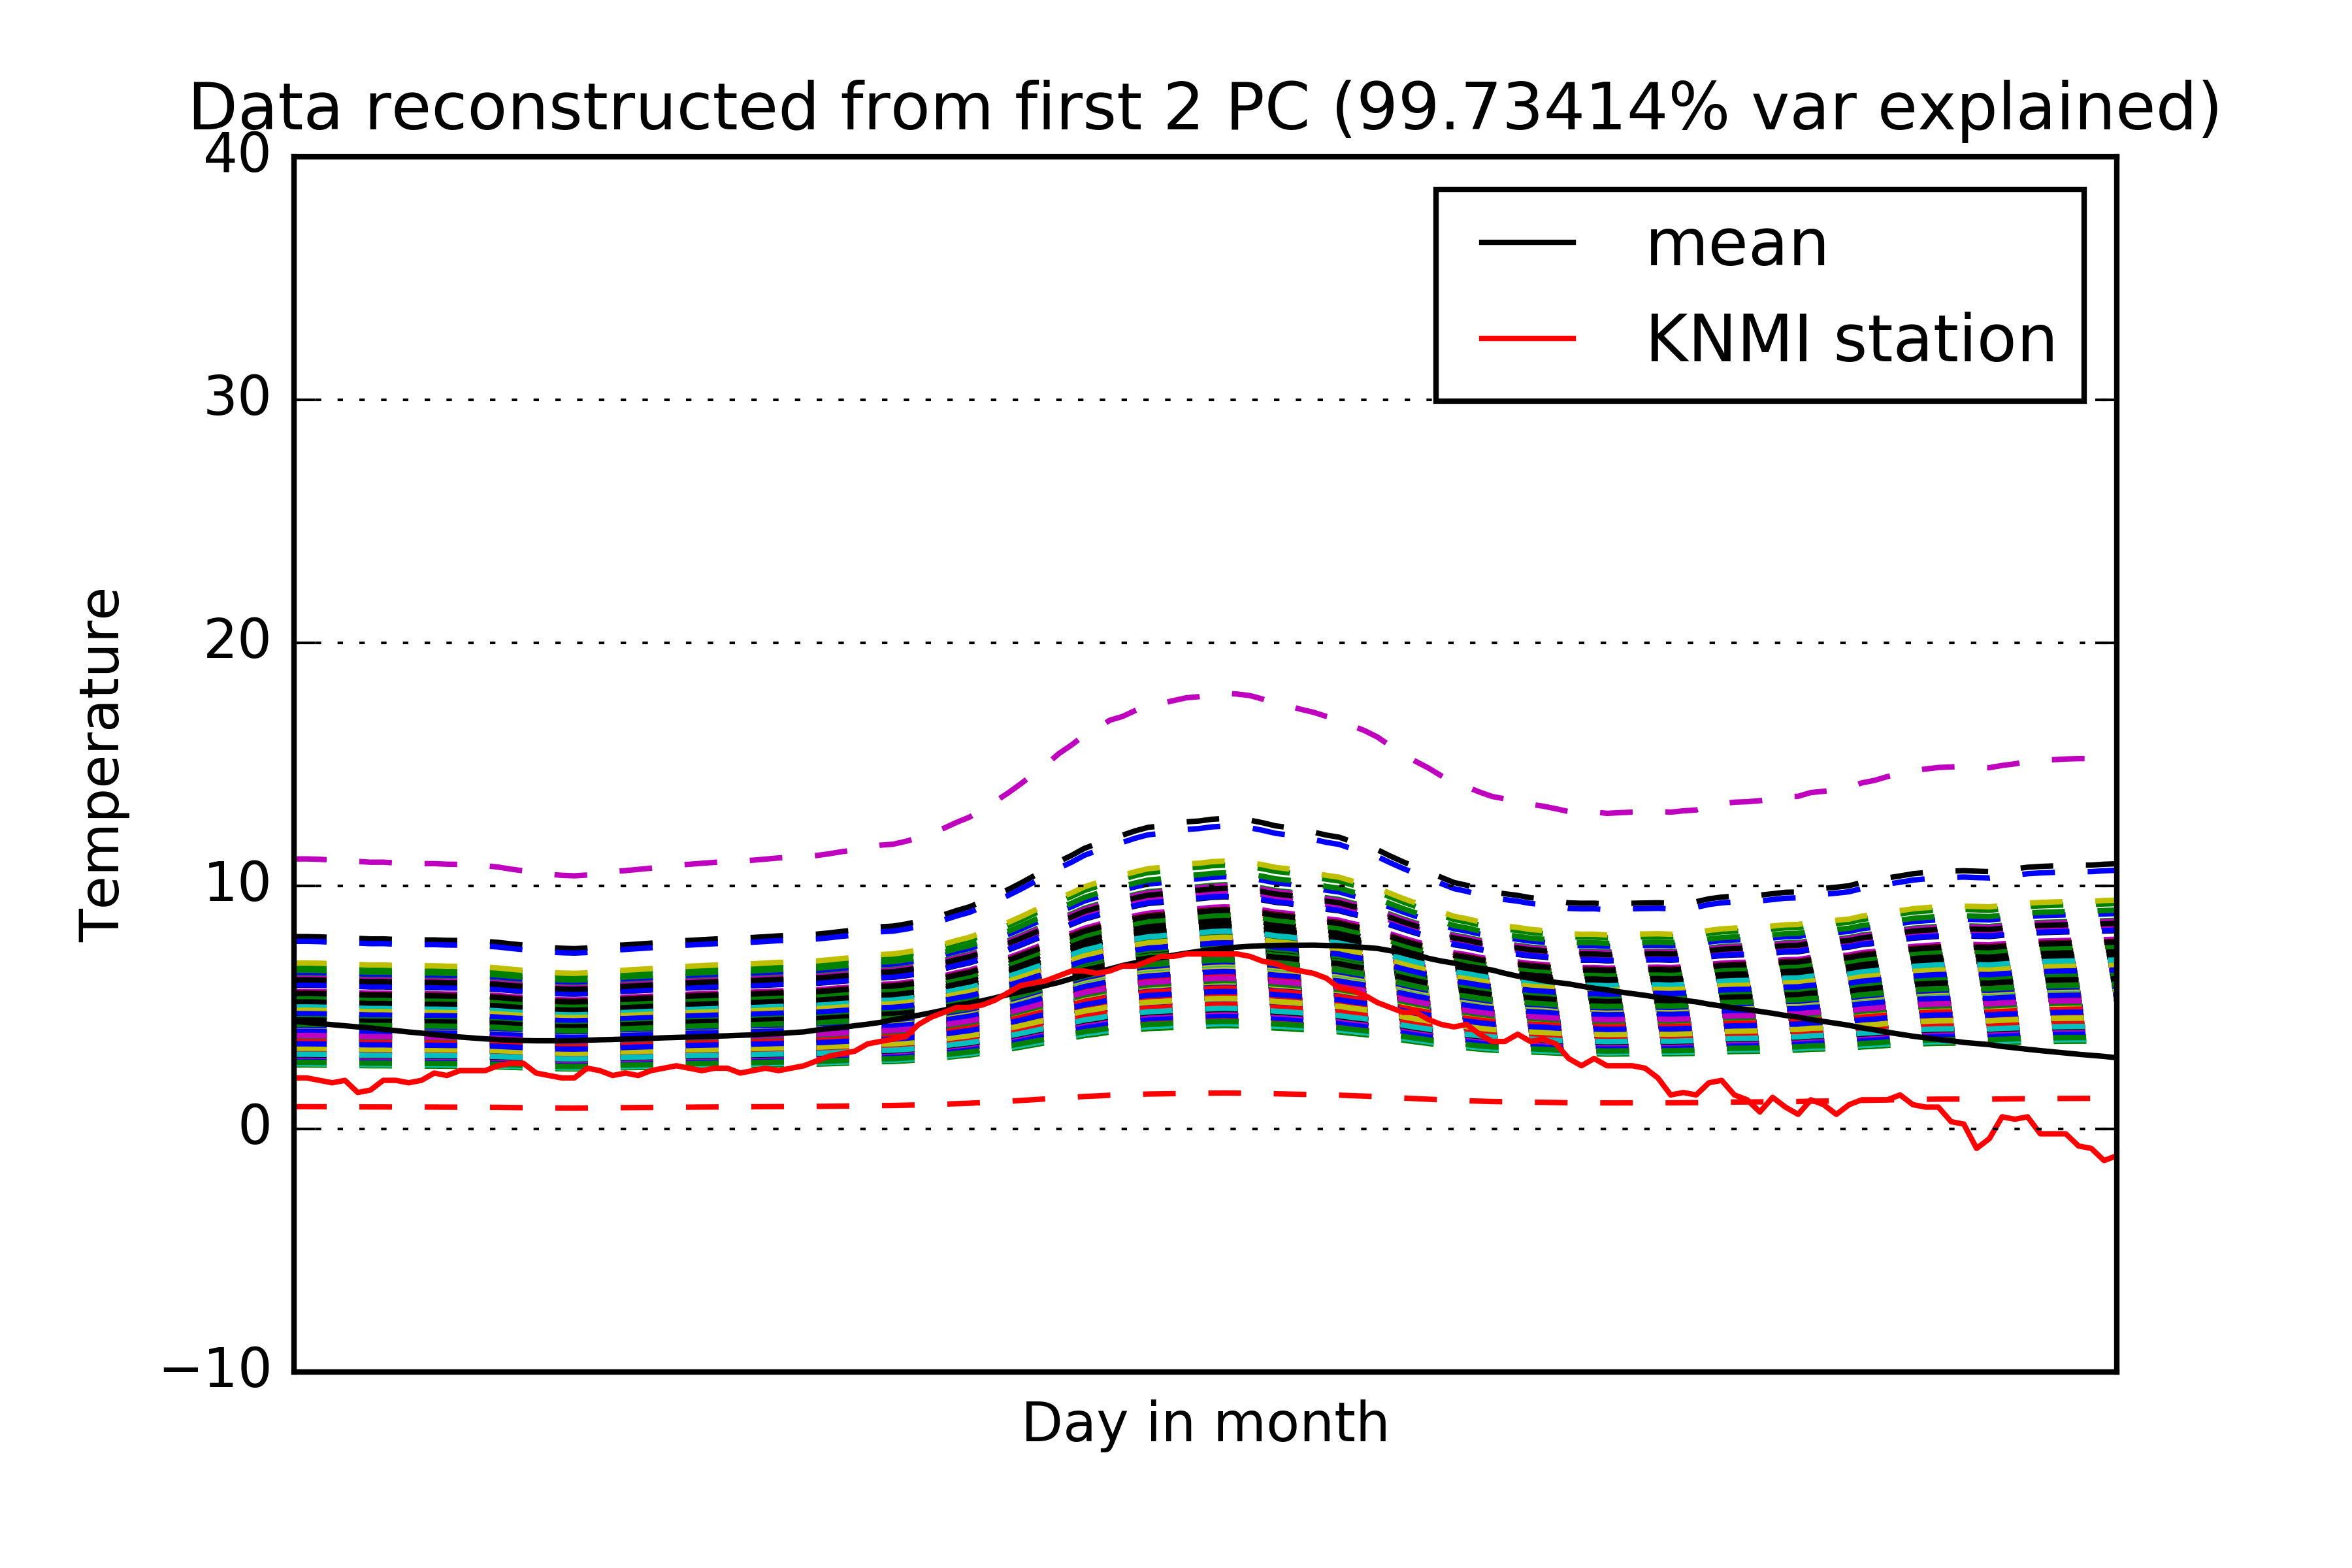 Data reconstructed from first 2 PC (99.73414% var explained)
40
30
20
10
0
−10
Temperature
mean
KNMI station
Day in month